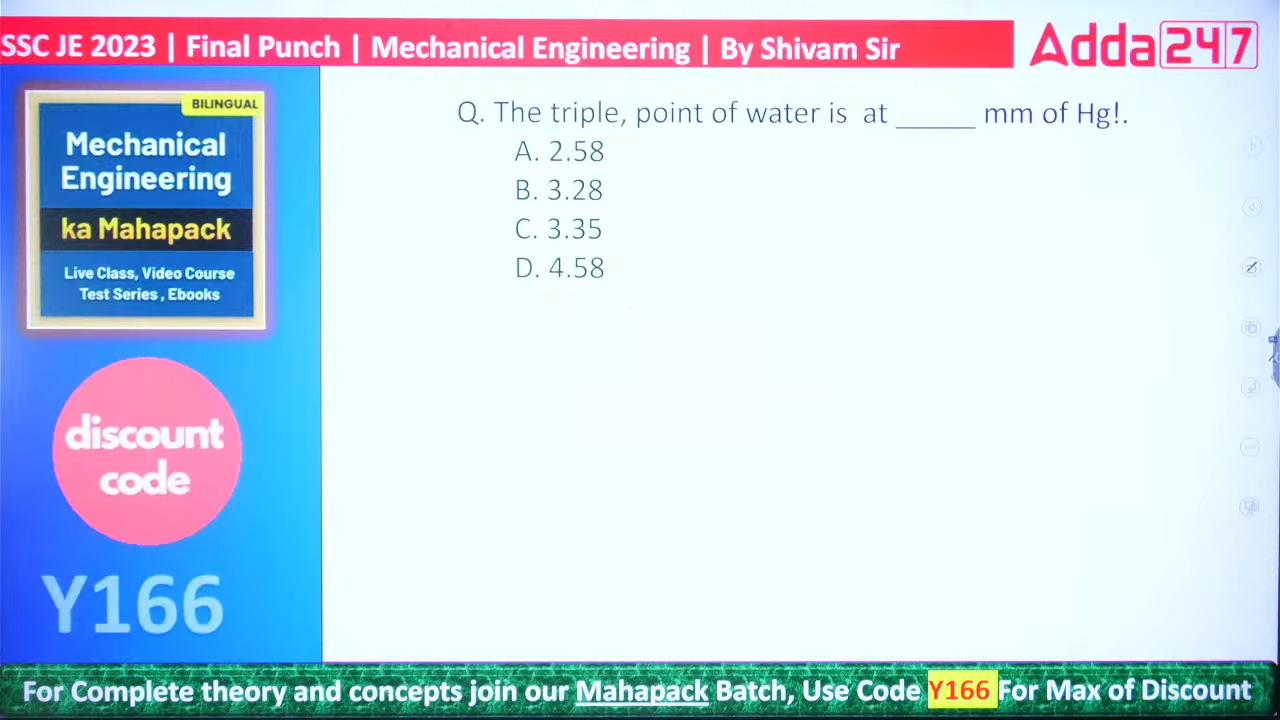 SSC JE 2023 | Final Punch | Mechanical Engineering | By Shivam Sir
Adda247
BILINGUAL
Mechanical
Engineering
ka Mahapack
Live Class, Video Course
Test Series , Ebooks
discount
code
Y166
Q. The triple, point of water is at _____ mm of Hg!.
A. 2.58
B. 3.28
C. 3.35
D. 4.58
For Complete theory and concepts join our Mahapack Batch, Use Code Y166 For Max of Discount